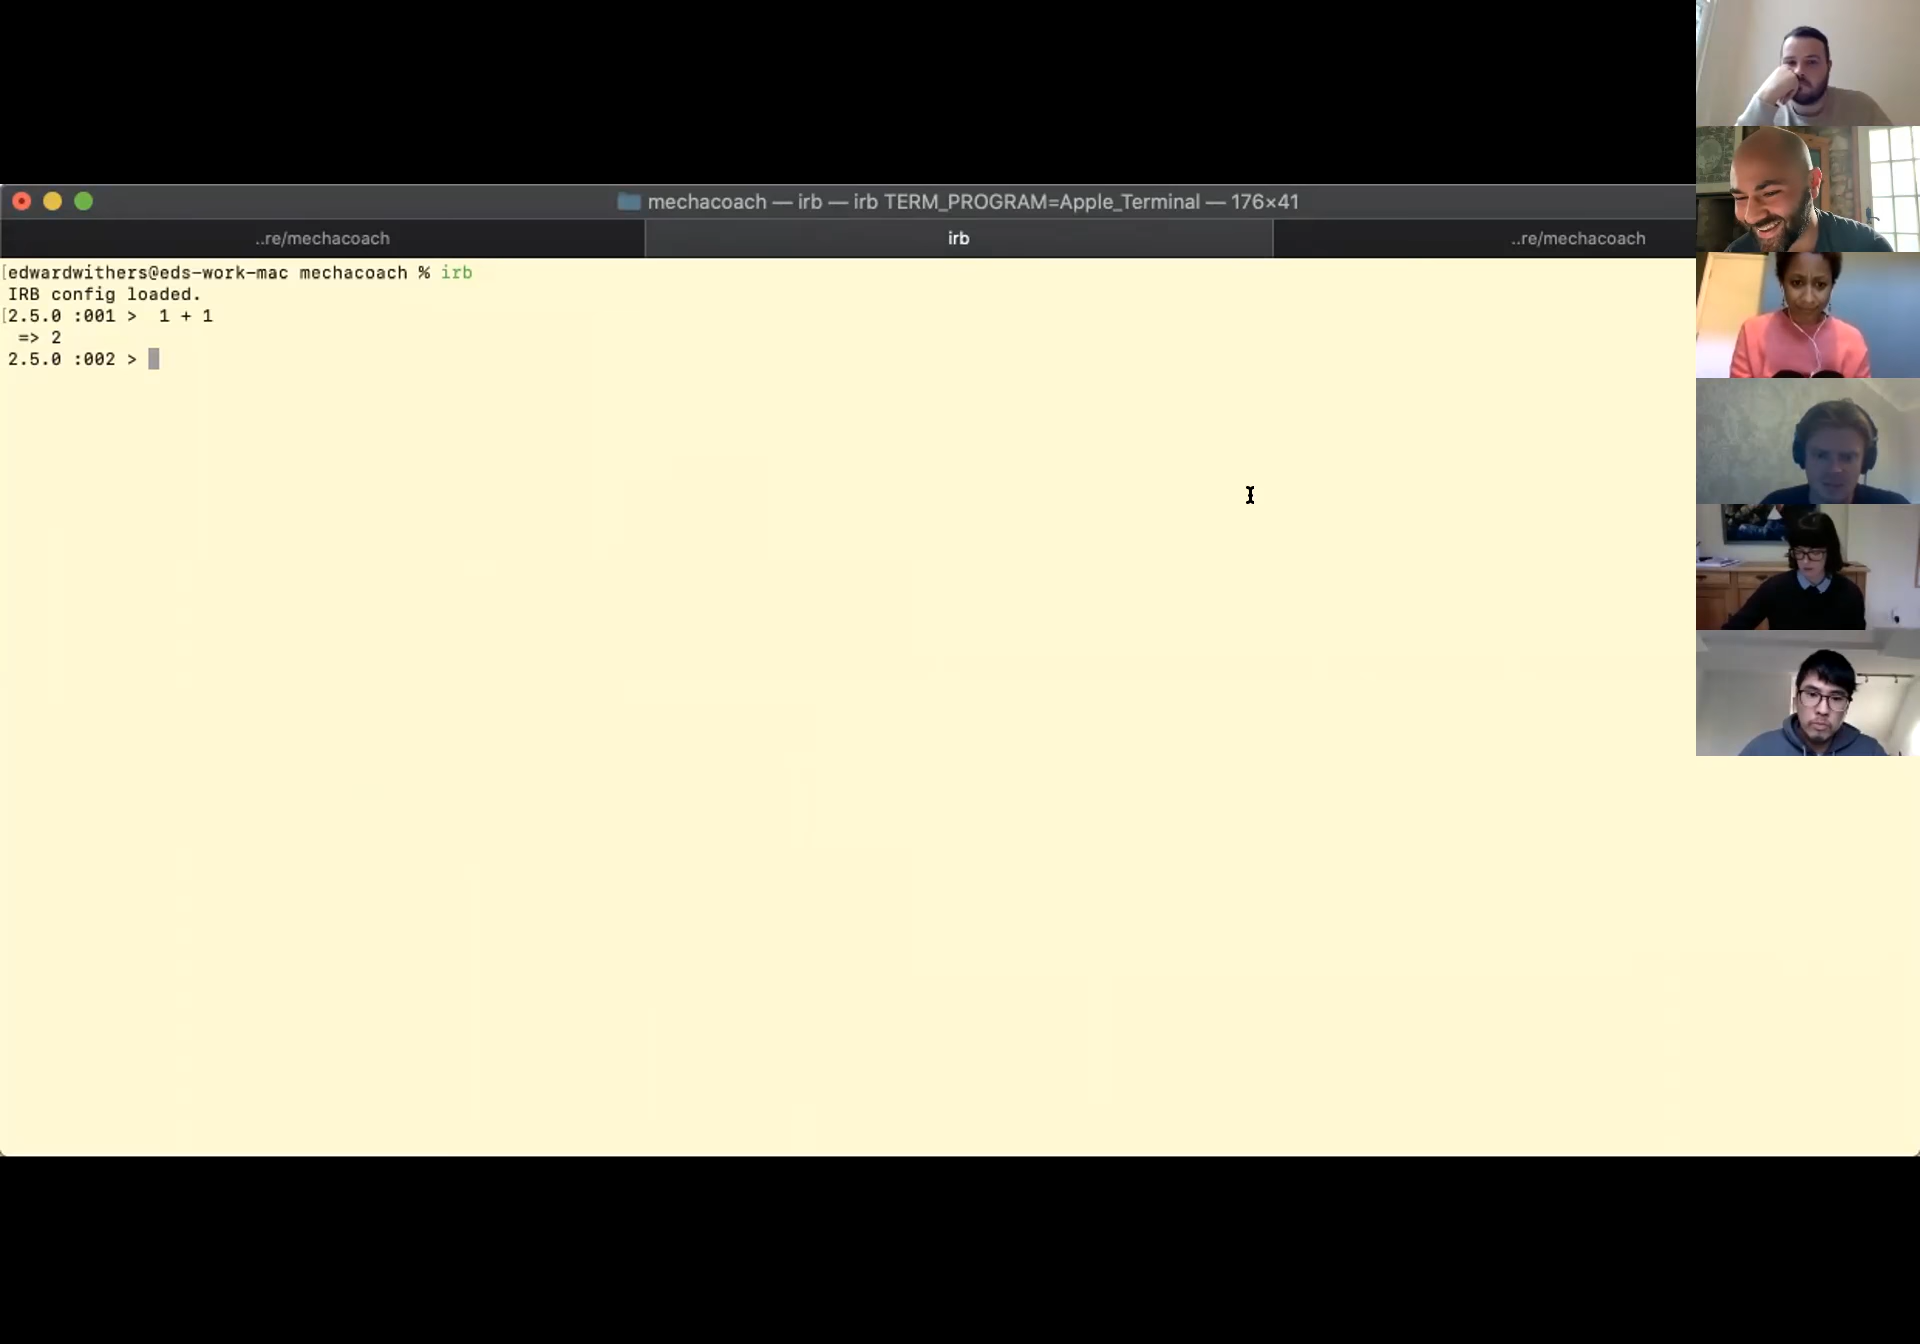 mechacoach — irb — irb TERM_PROGRAM=Apple_Terminal — 176×41
..re/mechacoach irb ..re/mechacoach
[edwardwithers@eds-work-mac mechacoach % irb
IRB config loaded.
[2.5.0 :001 >  1 + 1
=> 2
2.5.0 :002 >